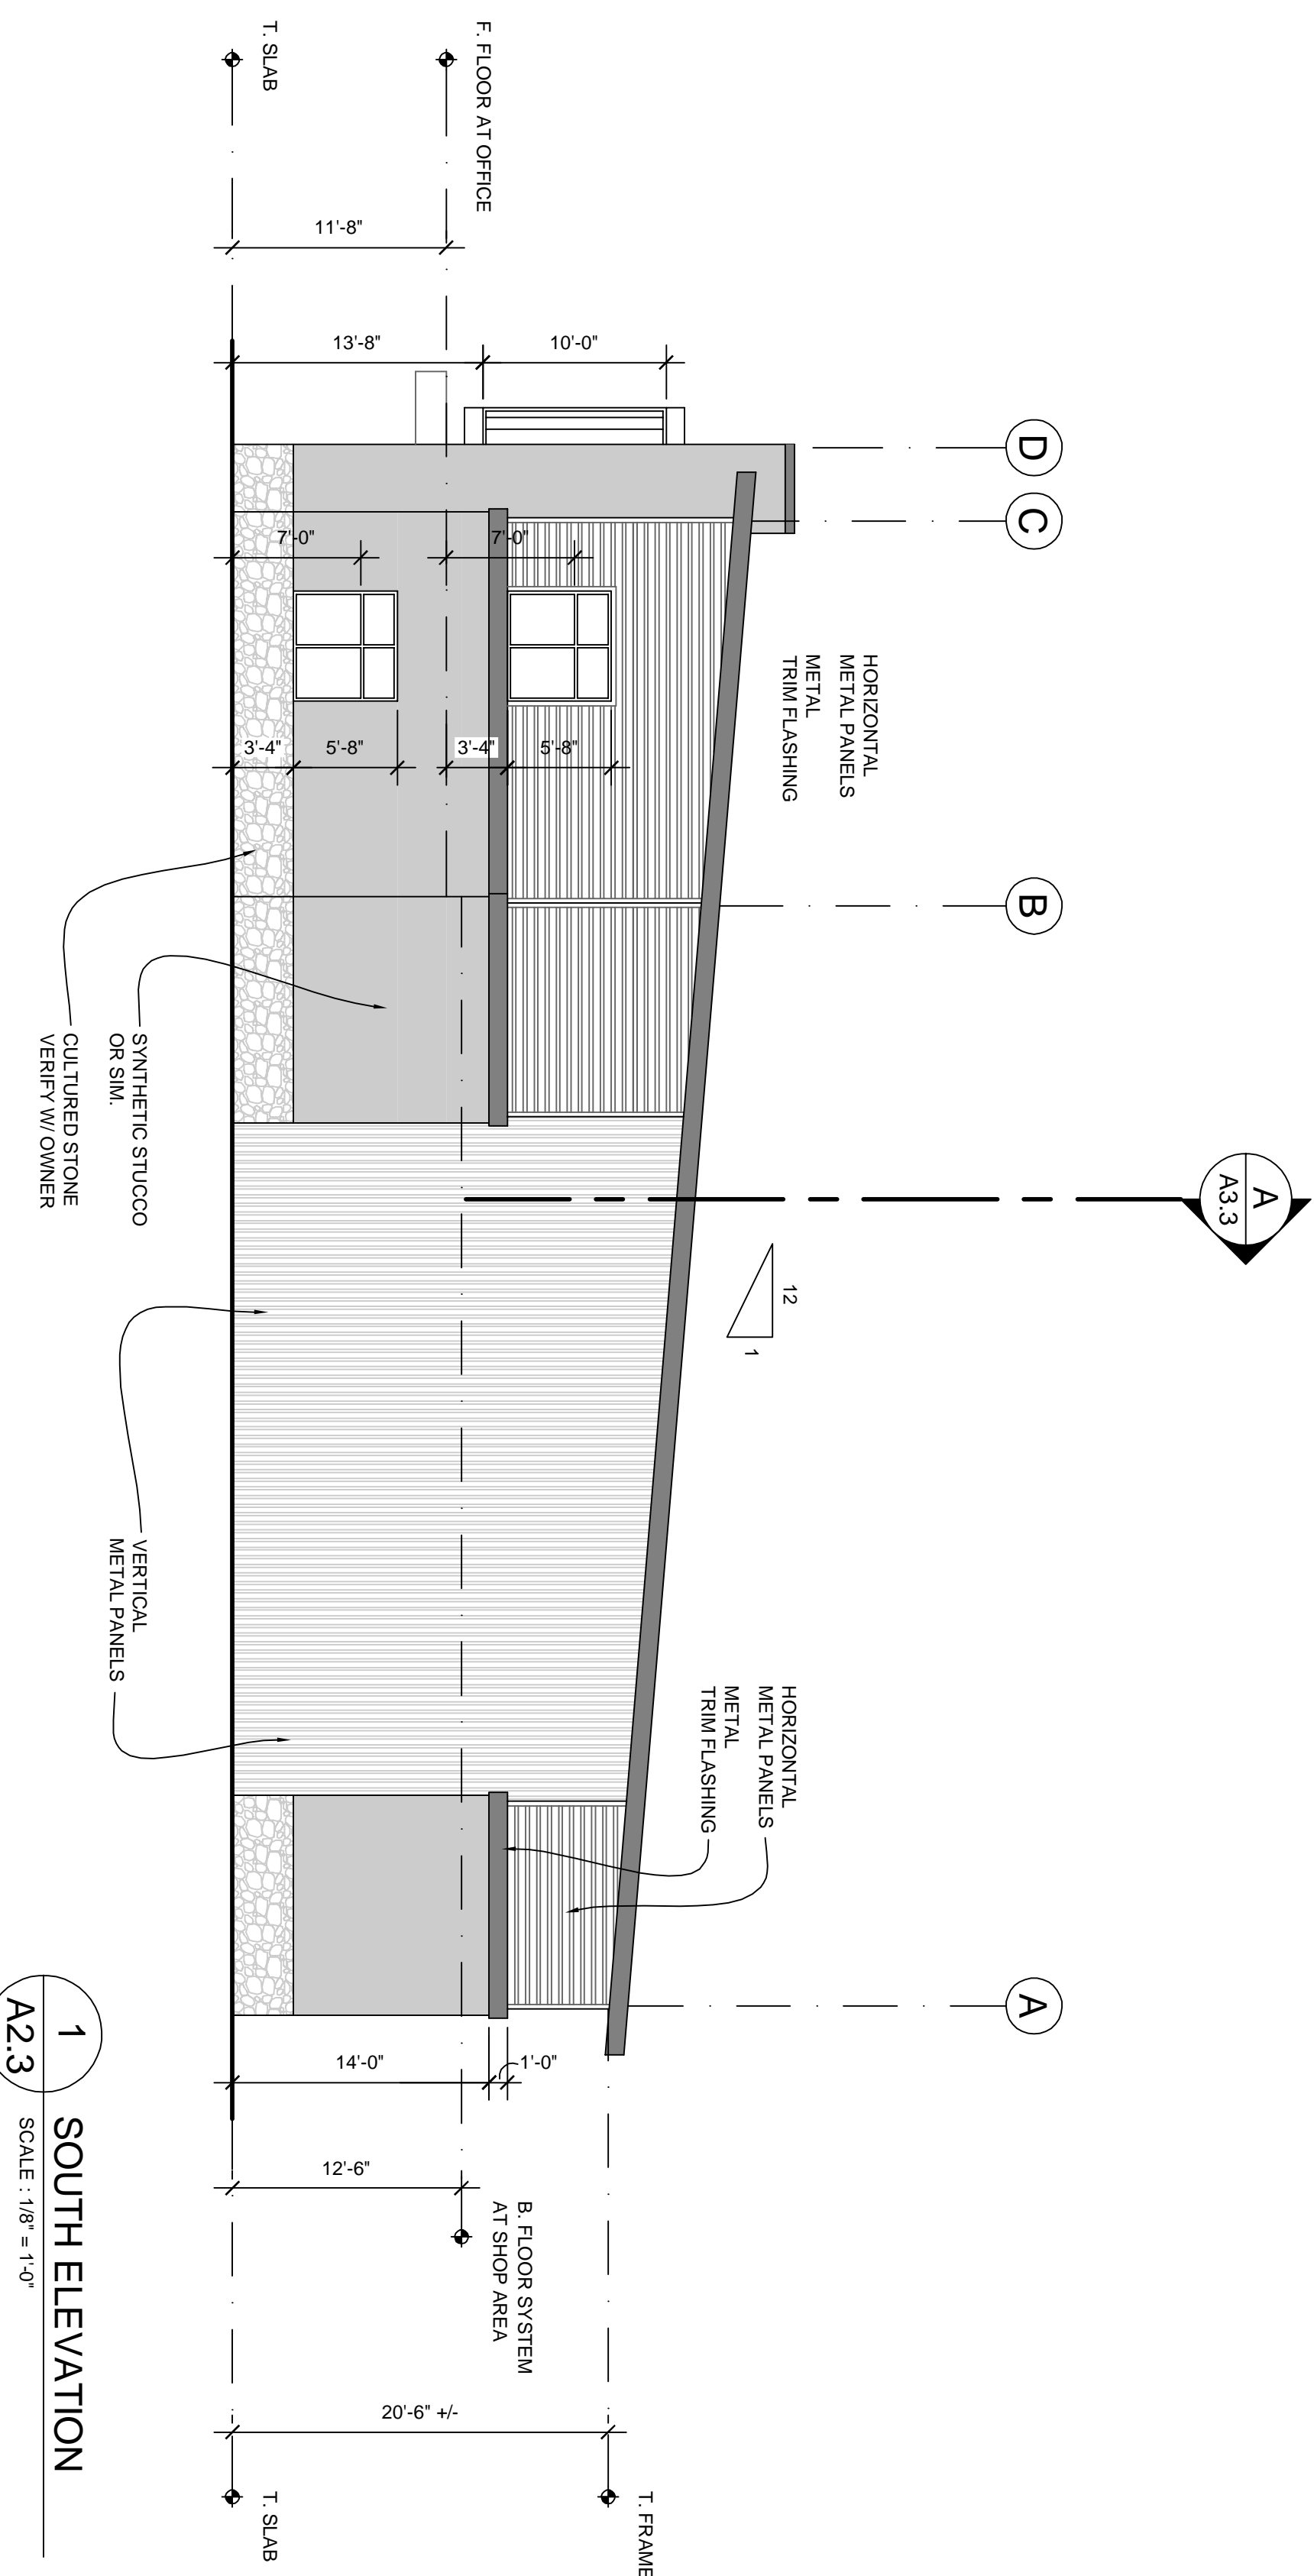 A
A3.3
D
C
B
A
HORIZONTAL
METAL PANELS
METAL
TRIM FLASHING
12
1
HORIZONTAL
METAL PANELS
METAL
TRIM FLASHING
F. FLOOR AT OFFICE
T. SLAB
11'-8"
13'-8"
10'-0"
7'-0"
7'-0"
3'-4"
5'-8"
3'-4"
5'-8"
14'-0"
1'-0"
12'-6"
B. FLOOR SYSTEM
AT SHOP AREA
20'-6" +/-
T. FRAME
T. SLAB
SYNTHETIC STUCCO
OR SIM.
CULTURED STONE
VERIFY W/ OWNER
VERTICAL
METAL PANELS
1
A2.3
SOUTH ELEVATION
SCALE : 1/8" = 1'-0"